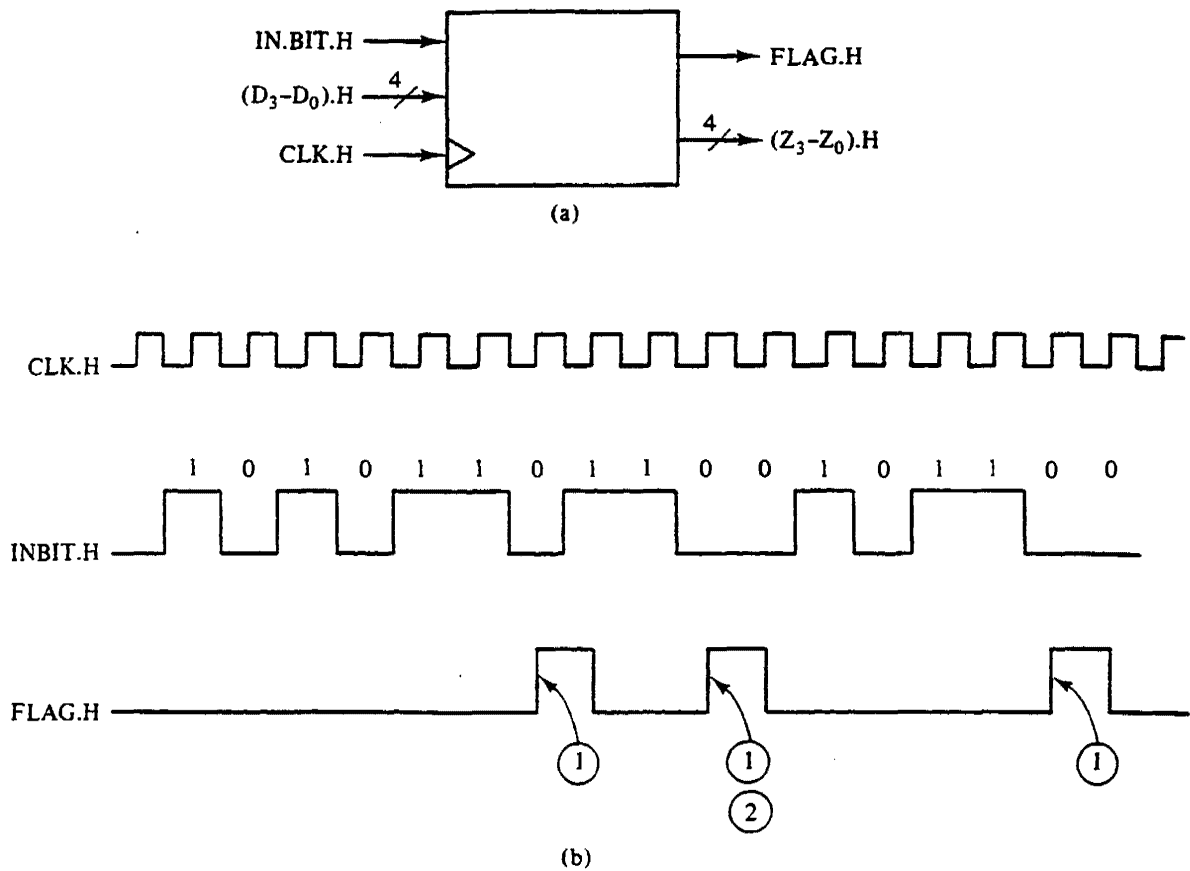 IN.BIT.H
FLAG.H
4
(D₃–D₀).H
4
(Z₃–Z₀).H
CLK.H
(a)
CLK.H
1 0 1 0 1 1 0 1 1 0 0 1 0 1 1 0 0
INBIT.H
FLAG.H
1 1 1
2
(b)